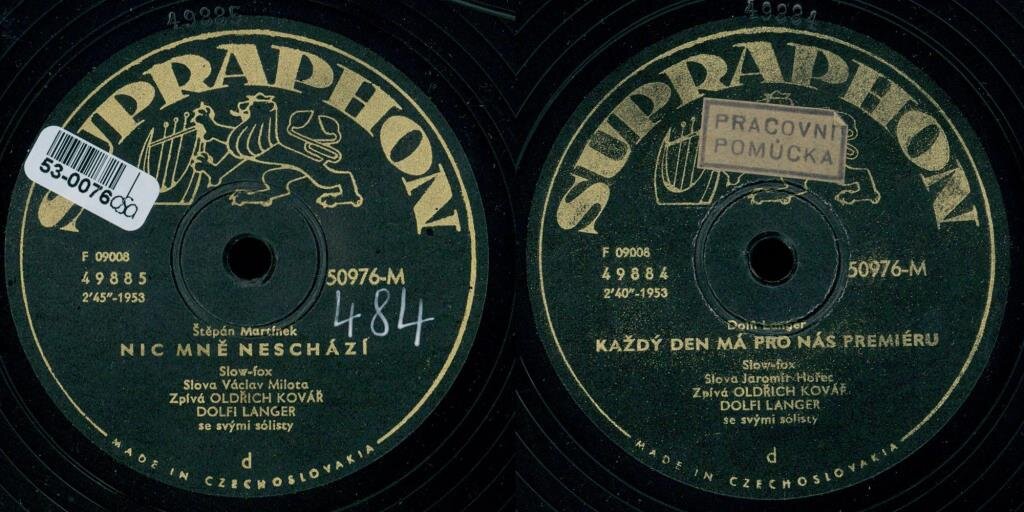 49885
SUPRAPHON
53-0076
osa
F 09008
49885
2'45"-1953
50976-M
484
Štěpán Martínek
NIC MNĚ NESCHÁZÍ
Slow-fox
Slova Václav Milota
Zpívá OLDŘICH KOVÁŘ
DOLFI LANGER
se svými sólisty
d
MADE IN CZECHOSLOVAKIA
49884
SUPRAPHON
PRACOVNÍ
POMŮCKA
F 09008
49884
2'40"-1953
50976-M
Dolfi Langer
KAŽDÝ DEN MÁ PRO NÁS PREMIÉRU
Slow-fox
Slova Jaromír Hořec
Zpívá OLDŘICH KOVÁŘ
DOLFI LANGER
se svými sólisty
d
MADE IN CZECHOSLOVAKIA